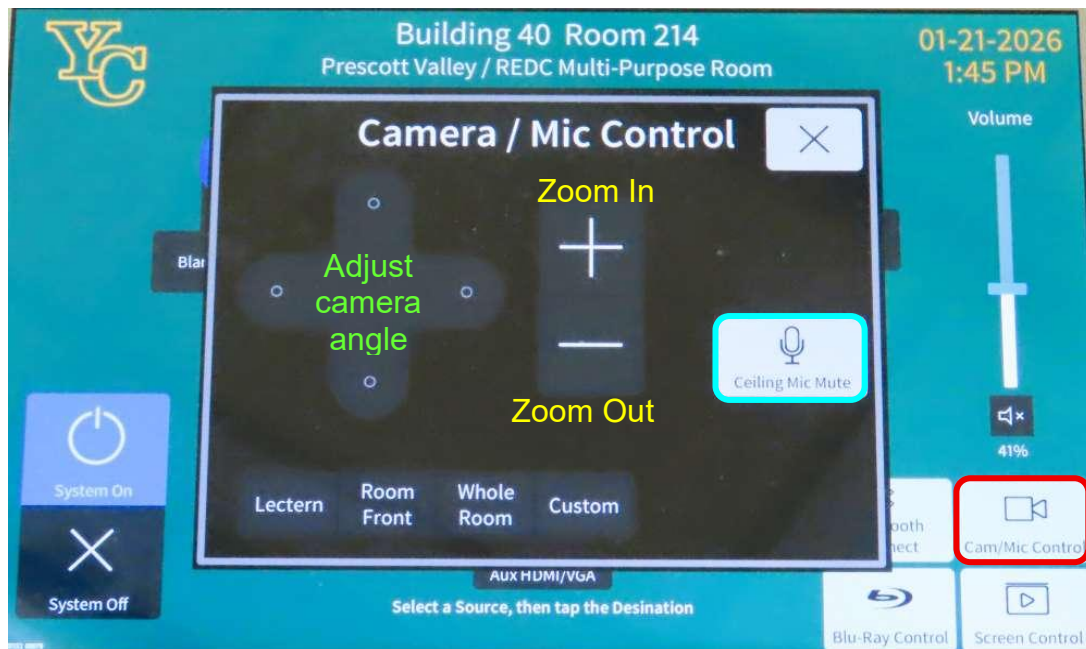 YC
Building 40 Room 214
Prescott Valley / REDC Multi-Purpose Room
01-21-2026
1:45 PM
Camera / Mic Control
Volume
Zoom In
Adjust
camera
angle
Ceiling Mic Mute
Zoom Out
41%
System On
Lectern
Room
Front
Whole
Room
Custom
Cam/Mic Control
Aux HDMI/VGA
System Off
Select a Source, then tap the Desination
Blu-Ray Control
Screen Control